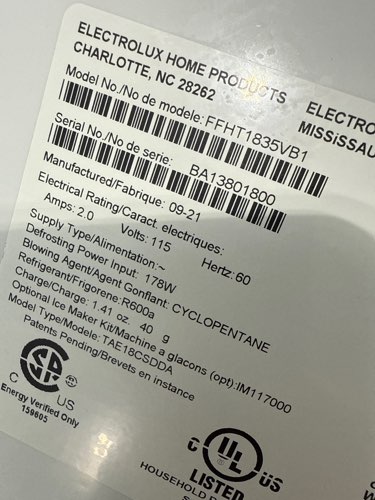 ELECTROLUX HOME PRODUCTS
CHARLOTTE, NC 28262
ELECTRO
MISSiSSAU
Model No./No de modele: FFHT1835VB1
Serial No./No de serie: BA13801800
Manufactured/Fabrique: 09-21
Electrical Rating/Caract. electriques:
Amps: 2.0 Volts: 115 Hertz: 60
Supply Type/Alimentation:~
Defrosting Power Input: 178W
Blowing Agent/Agent Gonflant: CYCLOPENTANE
Refrigerant/Frigorene: R600a
Charge/Charge: 1.41 oz. 40 g
Optional Ice Maker Kit/Machine a glacons (opt):IM117000
Model Type/Modele: TAE18CSDDA
Patents Pending/Brevets en instance
C US
Energy Verified Only
159605
C UL US
LISTED
HOUSEHOLD